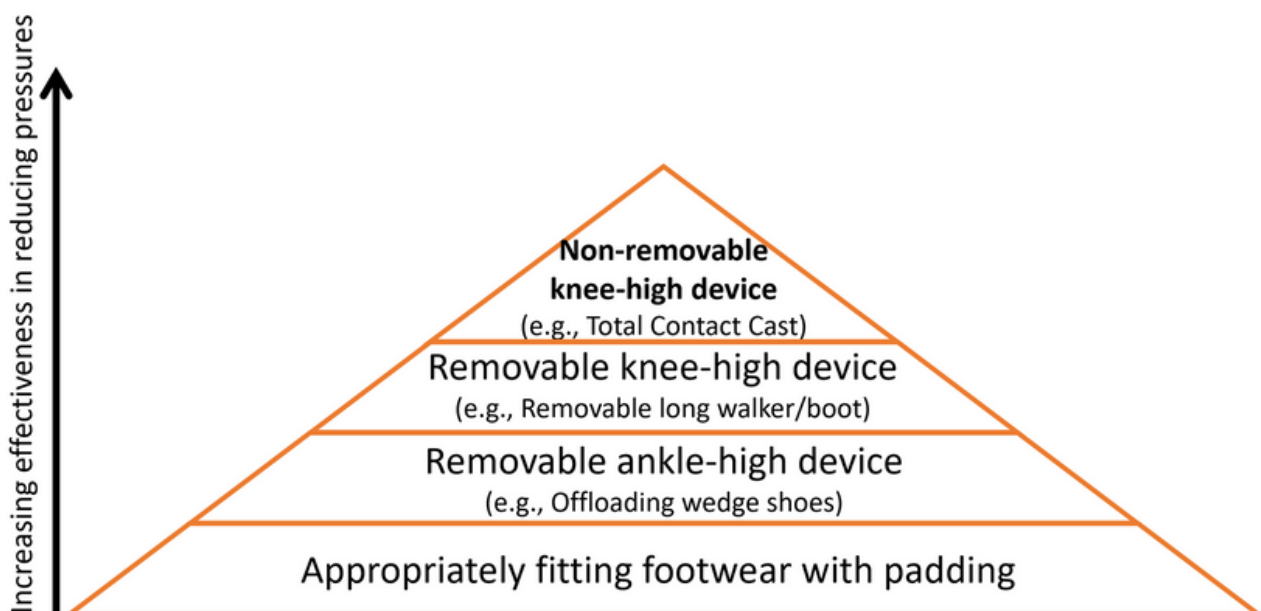 Increasing effectiveness in reducing pressures
Non-removable
knee-high device
(e.g., Total Contact Cast)
Removable knee-high device
(e.g., Removable long walker/boot)
Removable ankle-high device
(e.g., Offloading wedge shoes)
Appropriately fitting footwear with padding